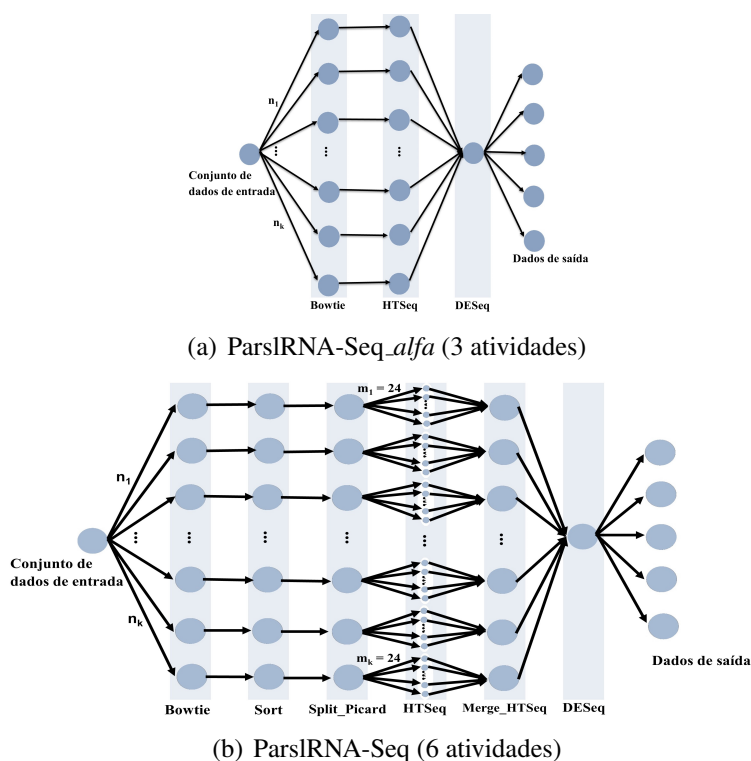 n1
...
Conjunto de
dados de entrada
nk
...
...
Dados de saída
Bowtie
HTSeq
DESeq
(a) ParslRNA-Seq_alfa (3 atividades)
m1 = 24
n1
...
Conjunto de
dados de entrada
nk
...
...
...
...
...
mk = 24
Dados de saída
Bowtie
Sort
Split_Picard
HTSeq
Merge_HTSeq
DESeq
(b) ParslRNA-Seq (6 atividades)